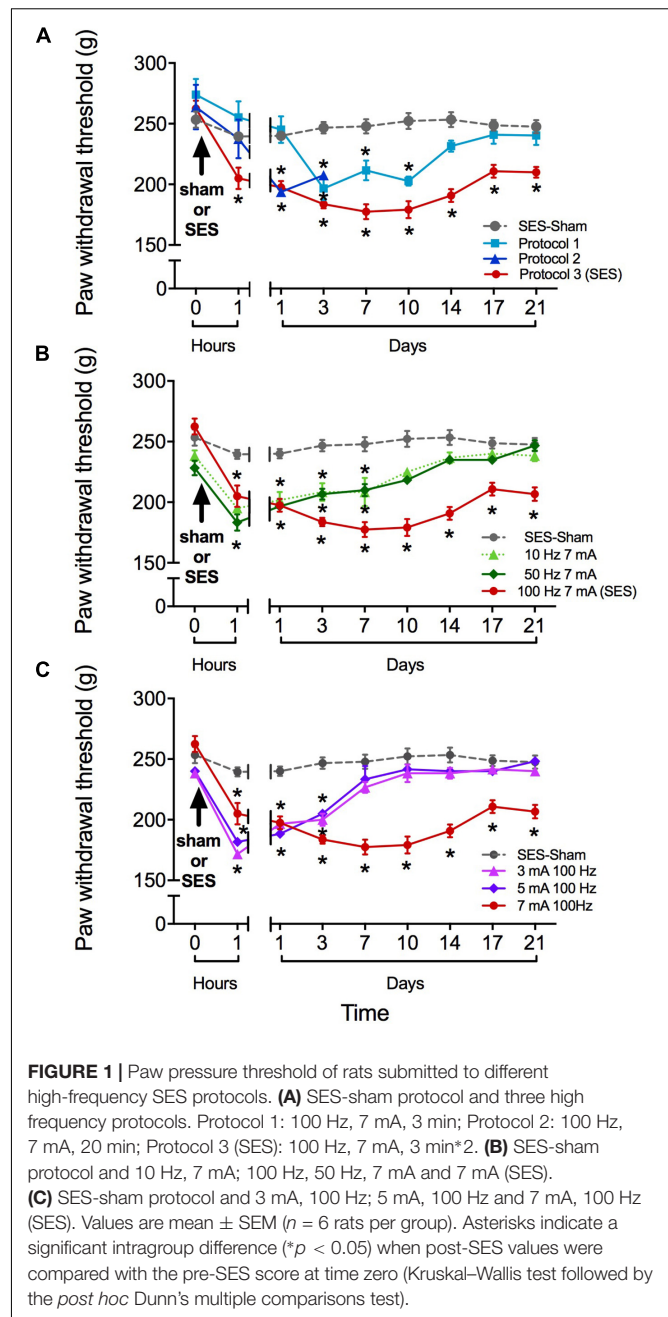 A
Paw withdrawal threshold (g)
300
250
200
150
0
sham
or
SES
*
* * * *
* * * * * * *
SES-Sham
Protocol 1
Protocol 2
Protocol 3 (SES)
0 1 1 3 7 10 14 17 21
Hours Days
B
Paw withdrawal threshold (g)
300
250
200
150
0
sham
or
SES
* * * *
* * * * * * * *
SES-Sham
10 Hz 7 mA
50 Hz 7 mA
100 Hz 7 mA (SES)
0 1 1 3 7 10 14 17 21
Hours Days
C
Paw withdrawal threshold (g)
300
250
200
150
0
sham
or
SES
* * * *
* * * * * * * *
SES-Sham
3 mA 100 Hz
5 mA 100 Hz
7 mA 100Hz
0 1 1 3 7 10 14 17 21
Hours Days
Time
FIGURE 1 | Paw pressure threshold of rats submitted to different
high-frequency SES protocols. (A) SES-sham protocol and three high
frequency protocols. Protocol 1: 100 Hz, 7 mA, 3 min; Protocol 2: 100 Hz,
7 mA, 20 min; Protocol 3 (SES): 100 Hz, 7 mA, 3 min*2. (B) SES-sham
protocol and 10 Hz, 7 mA; 100 Hz, 50 Hz, 7 mA and 7 mA (SES).
(C) SES-sham protocol and 3 mA, 100 Hz; 5 mA, 100 Hz and 7 mA, 100 Hz
(SES). Values are mean ± SEM (n = 6 rats per group). Asterisks indicate a
significant intragroup difference (*p < 0.05) when post-SES values were
compared with the pre-SES score at time zero (Kruskal–Wallis test followed by
the post hoc Dunn's multiple comparisons test).